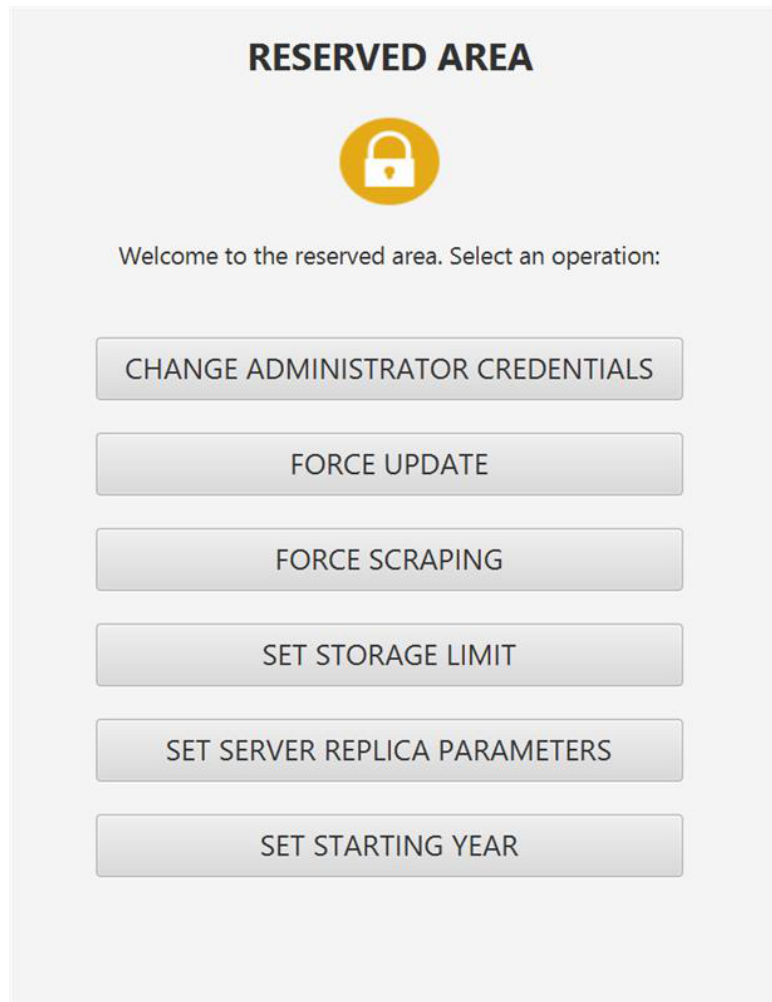 RESERVED AREA
Welcome to the reserved area. Select an operation:
CHANGE ADMINISTRATOR CREDENTIALS
FORCE UPDATE
FORCE SCRAPING
SET STORAGE LIMIT
SET SERVER REPLICA PARAMETERS
SET STARTING YEAR